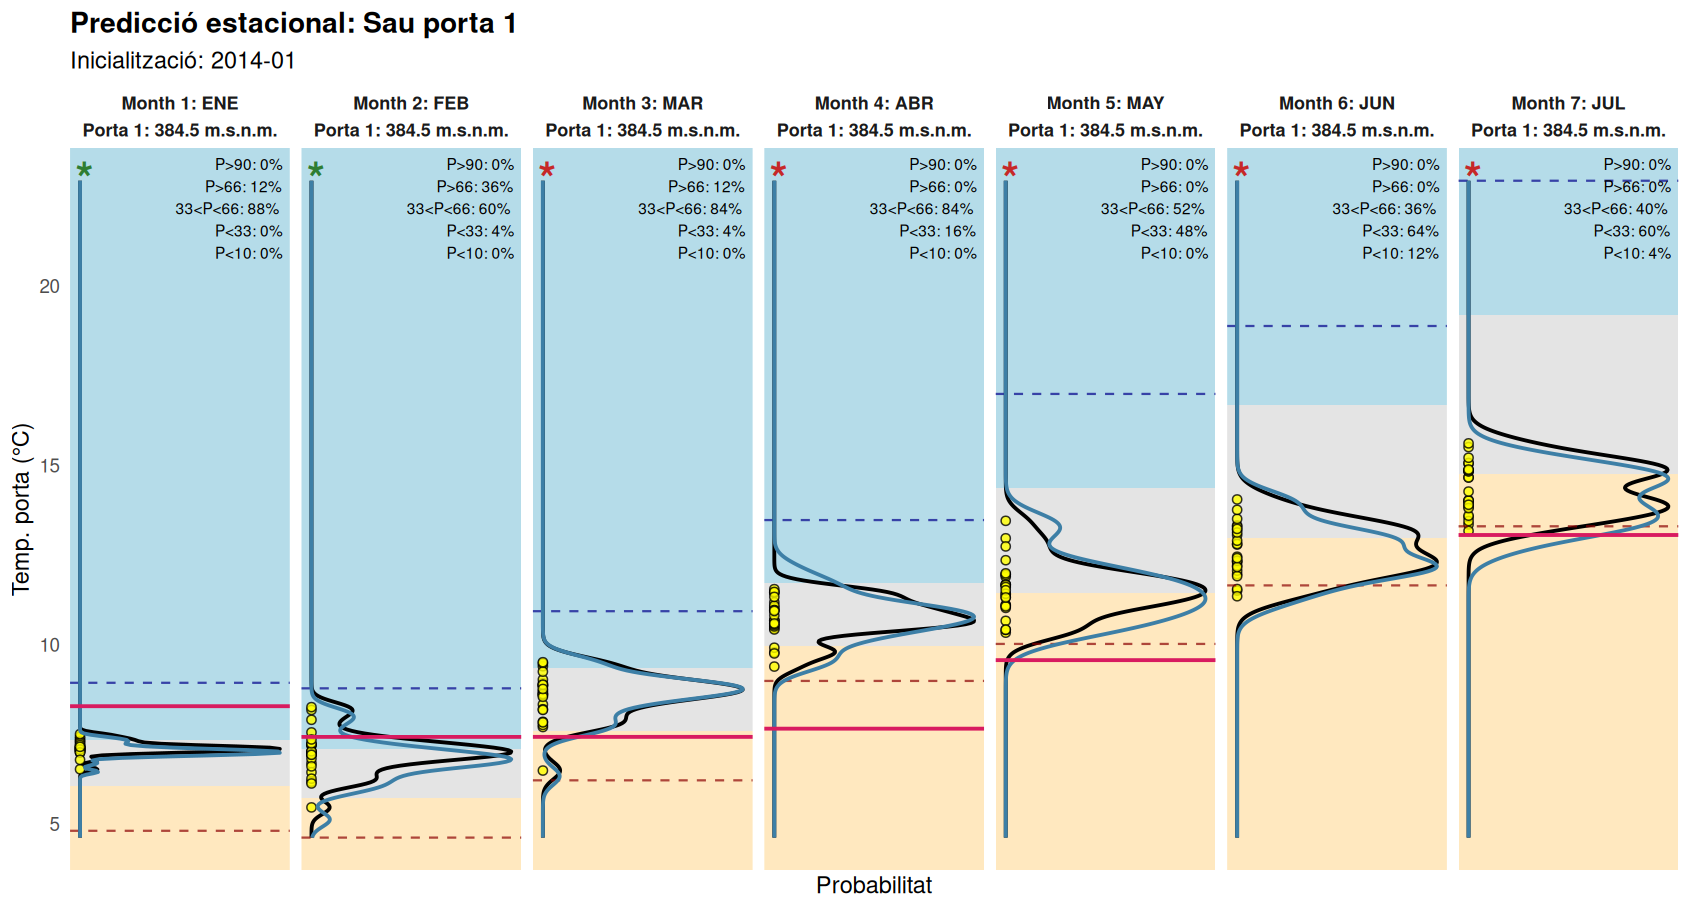 Predicció estacional: Sau porta 1
Inicialització: 2014-01
Month 1: ENE
Porta 1: 384.5 m.s.n.m.
Month 2: FEB
Porta 1: 384.5 m.s.n.m.
Month 3: MAR
Porta 1: 384.5 m.s.n.m.
Month 4: ABR
Porta 1: 384.5 m.s.n.m.
Month 5: MAY
Porta 1: 384.5 m.s.n.m.
Month 6: JUN
Porta 1: 384.5 m.s.n.m.
Month 7: JUL
Porta 1: 384.5 m.s.n.m.
*
P>90: 0%
P>66: 12%
33<P<66: 88%
P<33: 0%
P<10: 0%
*
P>90: 0%
P>66: 36%
33<P<66: 60%
P<33: 4%
P<10: 0%
*
P>90: 0%
P>66: 12%
33<P<66: 84%
P<33: 4%
P<10: 0%
*
P>90: 0%
P>66: 0%
33<P<66: 84%
P<33: 16%
P<10: 0%
*
P>90: 0%
P>66: 0%
33<P<66: 52%
P<33: 48%
P<10: 0%
*
P>90: 0%
P>66: 0%
33<P<66: 36%
P<33: 64%
P<10: 12%
*
P>90: 0%
P>66: 0%
33<P<66: 40%
P<33: 60%
P<10: 4%
20
15
10
5
Temp. porta (°C)
Probabilitat